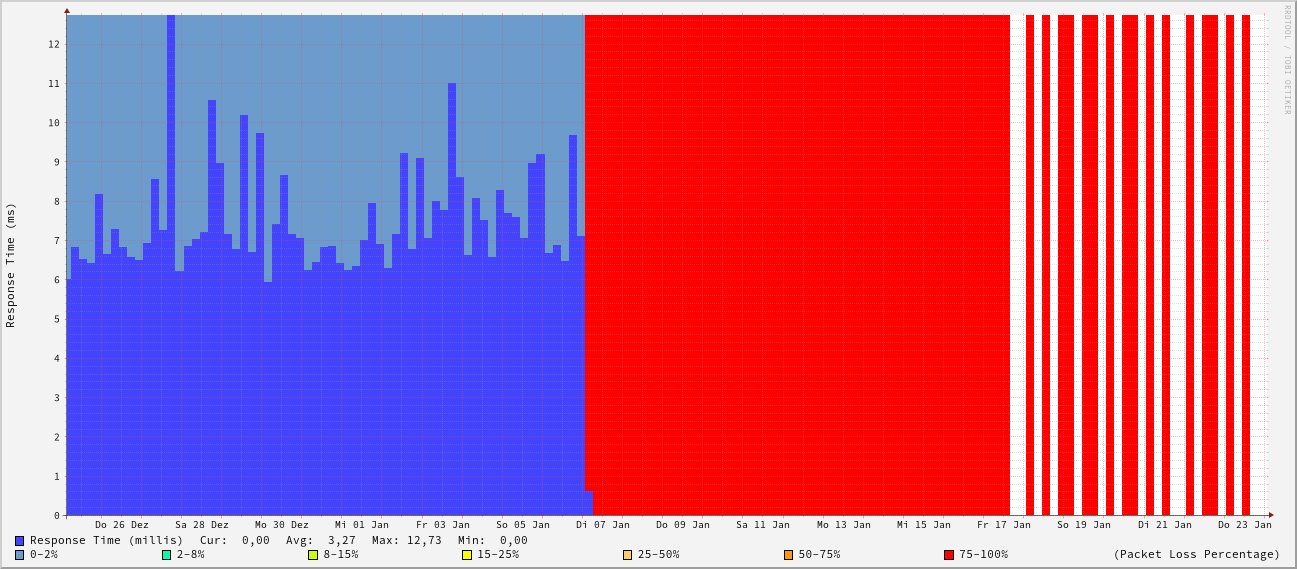 RRDTOOL / TOBI OETIKER
Response Time (ms)
12
11
10
9
8
7
6
5
4
3
2
1
0
Do 26 Dez Sa 28 Dez Mo 30 Dez Mi 01 Jan Fr 03 Jan So 05 Jan Di 07 Jan Do 09 Jan Sa 11 Jan Mo 13 Jan Mi 15 Jan Fr 17 Jan So 19 Jan Di 21 Jan Do 23 Jan
Response Time (millis) Cur: 0,00 Avg: 3,27 Max: 12,73 Min: 0,00
0-2% 2-8% 8-15% 15-25% 25-50% 50-75% 75-100% (Packet Loss Percentage)